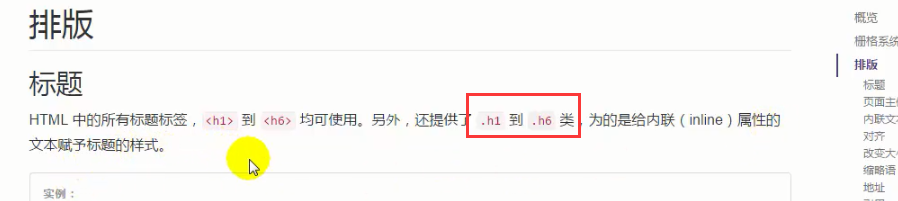 排版
标题
HTML 中的所有标题标签，<h1> 到 <h6> 均可使用。另外，还提供了 .h1 到 .h6 类，为的是给内联（inline）属性的
文本赋予标题的样式。
实例：
概览
栅格系统
排版
标题
页面主
内联文
对齐
改变大
缩略语
地址